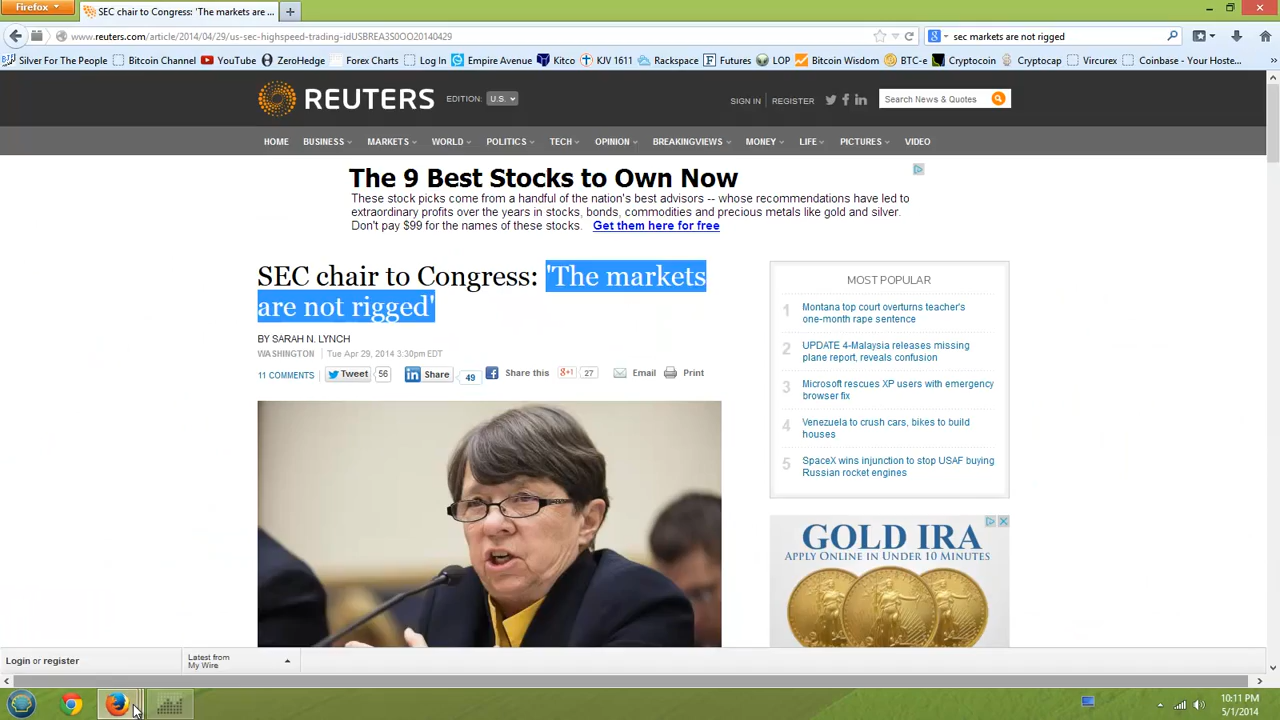 Firefox
SEC chair to Congress: 'The markets are ...
www.reuters.com/article/2014/04/29/us-sec-highspeed-trading-idUSBREA3S0OO20140429
sec markets are not rigged
Silver For The People
Bitcoin Channel
YouTube
ZeroHedge
Forex Charts
Log In
Empire Avenue
Kitco
KJV 1611
Rackspace
Futures
LOP
Bitcoin Wisdom
BTC-e
Cryptocoin
Cryptocap
Vircurex
Coinbase - Your Hoste...
REUTERS
EDITION: U.S.
SIGN IN
REGISTER
Search News & Quotes
HOME
BUSINESS
MARKETS
WORLD
POLITICS
TECH
OPINION
BREAKINGVIEWS
MONEY
LIFE
PICTURES
VIDEO
The 9 Best Stocks to Own Now
These stock picks come from a handful of the nation's best advisors -- whose recommendations have led to
extraordinary profits over the years in stocks, bonds, commodities and precious metals like gold and silver.
Don't pay $99 for the names of these stocks. Get them here for free
SEC chair to Congress: 'The markets
are not rigged'
BY SARAH N. LYNCH
WASHINGTON
Tue Apr 29, 2014 3:30pm EDT
11 COMMENTS
Tweet
56
Share
49
Share this
+1
27
Email
Print
MOST POPULAR
1 Montana top court overturns teacher's
one-month rape sentence
2 UPDATE 4-Malaysia releases missing
plane report, reveals confusion
3 Microsoft rescues XP users with emergency
browser fix
4 Venezuela to crush cars, bikes to build
houses
5 SpaceX wins injunction to stop USAF buying
Russian rocket engines
GOLD IRA
APPLY ONLINE IN UNDER 10 MINUTES
Login or register
Latest from
My Wire
10:11 PM
5/1/2014